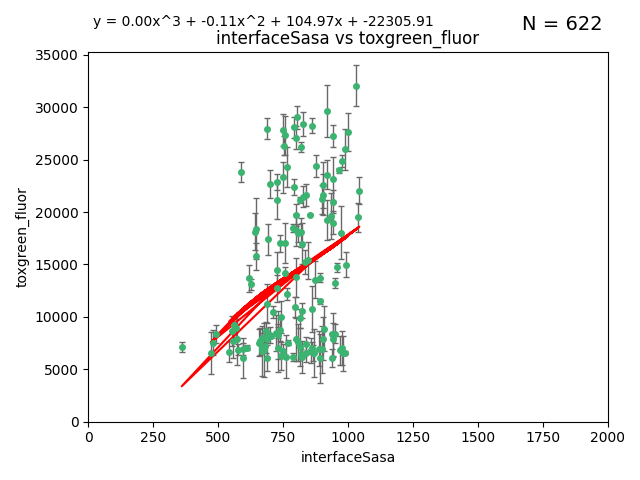 y = 0.00x^3 + -0.11x^2 + 104.97x + -22305.91
N = 622
interfaceSasa vs toxgreen_fluor
35000
30000
25000
20000
15000
10000
5000
0
toxgreen_fluor
0 250 500 750 1000 1250 1500 1750 2000
interfaceSasa